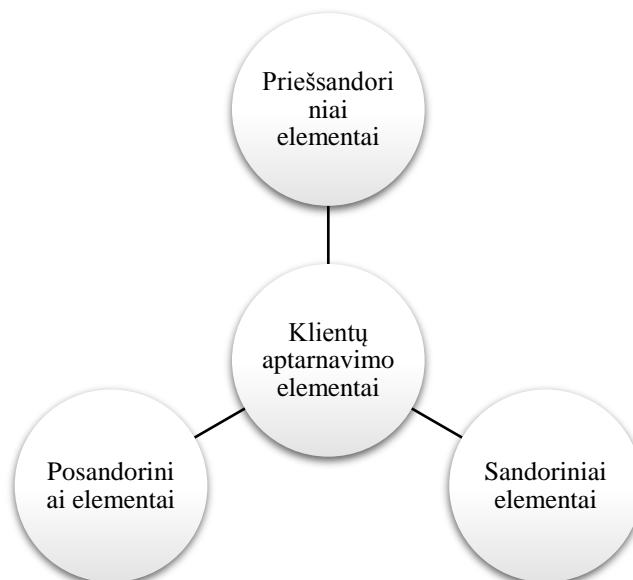 Priešsandori
niai
elementai
Klientų
aptarnavimo
elementai
Posandorini
ai elementai
Sandoriniai
elementai